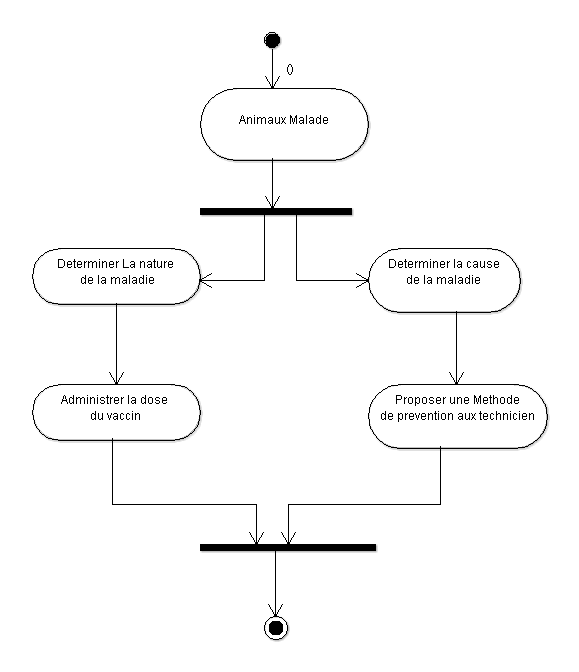 ()
Animaux Malade
Determiner La nature
de la maladie
Determiner la cause
de la maladie
Administrer la dose
du vaccin
Proposer une Methode
de prevention aux technicien